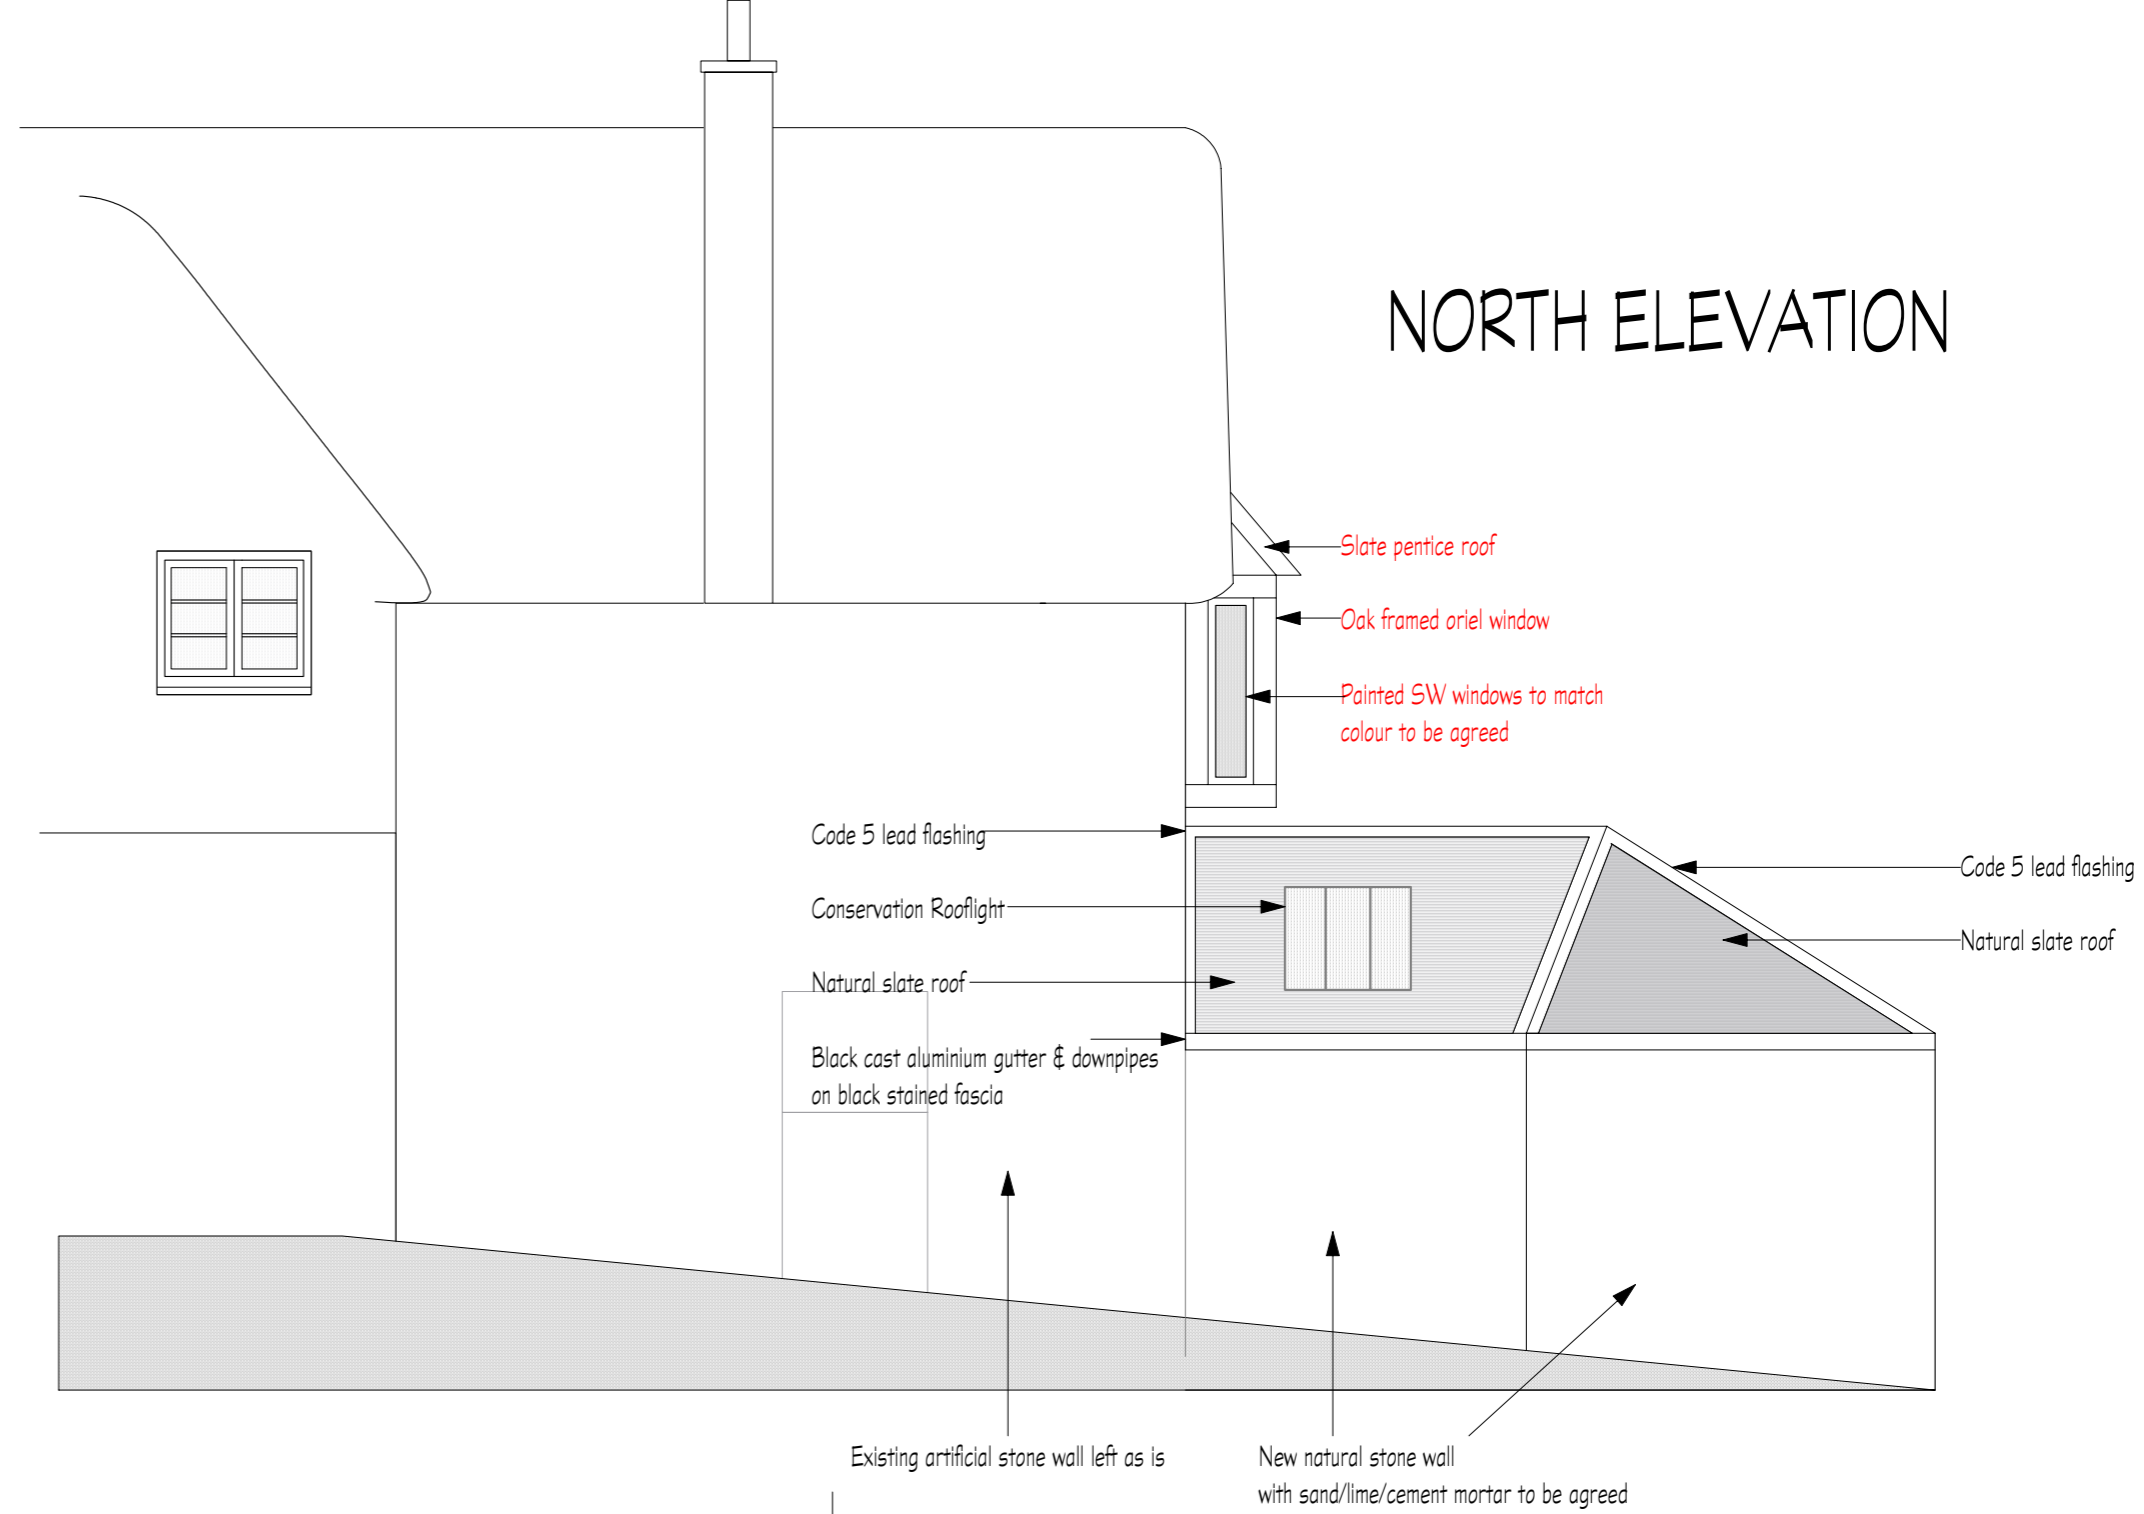 NORTH ELEVATION
Slate pentice roof
Oak framed oriel window
Painted SW windows to match
colour to be agreed
Code 5 lead flashing
Conservation Rooflight
Natural slate roof
Black cast aluminium gutter & downpipes
on black stained fascia
Code 5 lead flashing
Natural slate roof
Existing artificial stone wall left as is
New natural stone wall
with sand/lime/cement mortar to be agreed